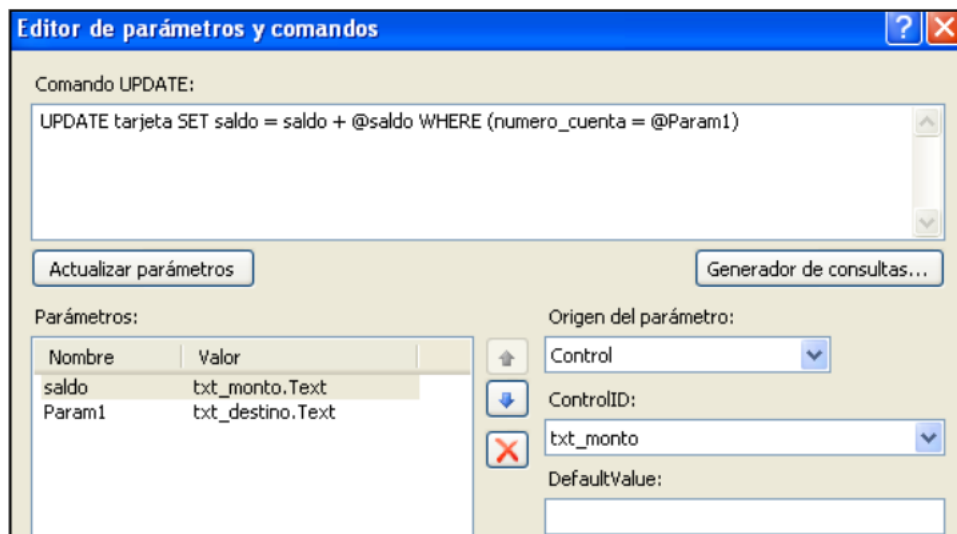 Editor de parámetros y comandos
Comando UPDATE:
UPDATE tarjeta SET saldo = saldo + @saldo WHERE (numero_cuenta = @Param1)
Actualizar parámetros
Generador de consultas...
Parámetros:
Nombre Valor
saldo txt_monto.Text
Param1 txt_destino.Text
Origen del parámetro:
Control
ControlID:
txt_monto
DefaultValue: